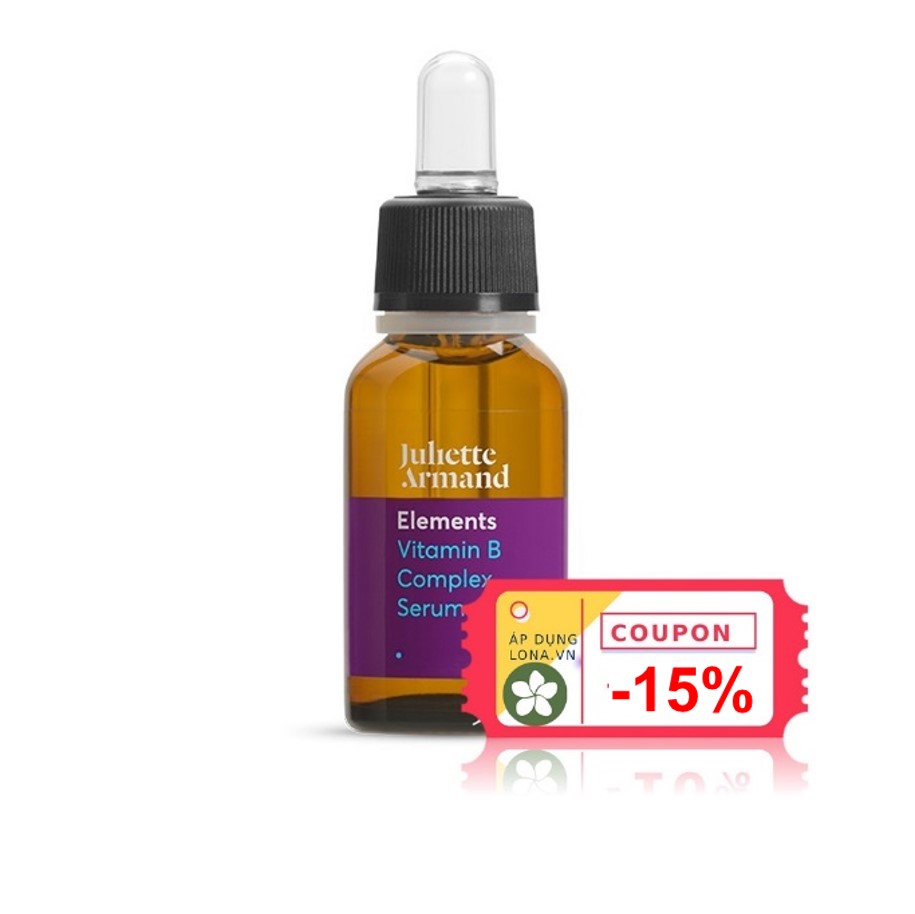 Juliette
Armand
Elements
Vitamin B
Complex
Serum
ÁP DỤNG
LONA.VN
COUPON
-15%